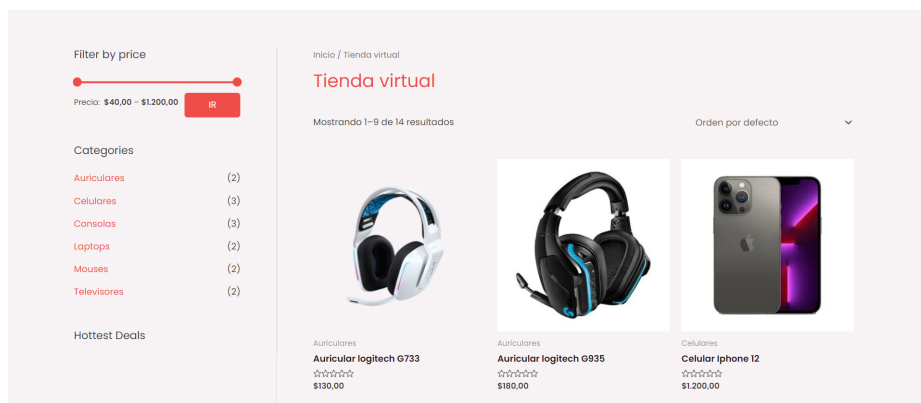 Filter by price
Precio: $40,00 – $1.200,00
IR
Categories
Auriculares (2)
Celulares (3)
Consolas (3)
Laptops (2)
Mouses (2)
Televisores (2)
Hottest Deals
Inicio / Tienda virtual
Tienda virtual
Mostrando 1–9 de 14 resultados
Orden por defecto
Auriculares
Auricular logitech G733
$130,00
Auriculares
Auricular logitech G935
$180,00
Celulares
Celular Iphone 12
$1.200,00